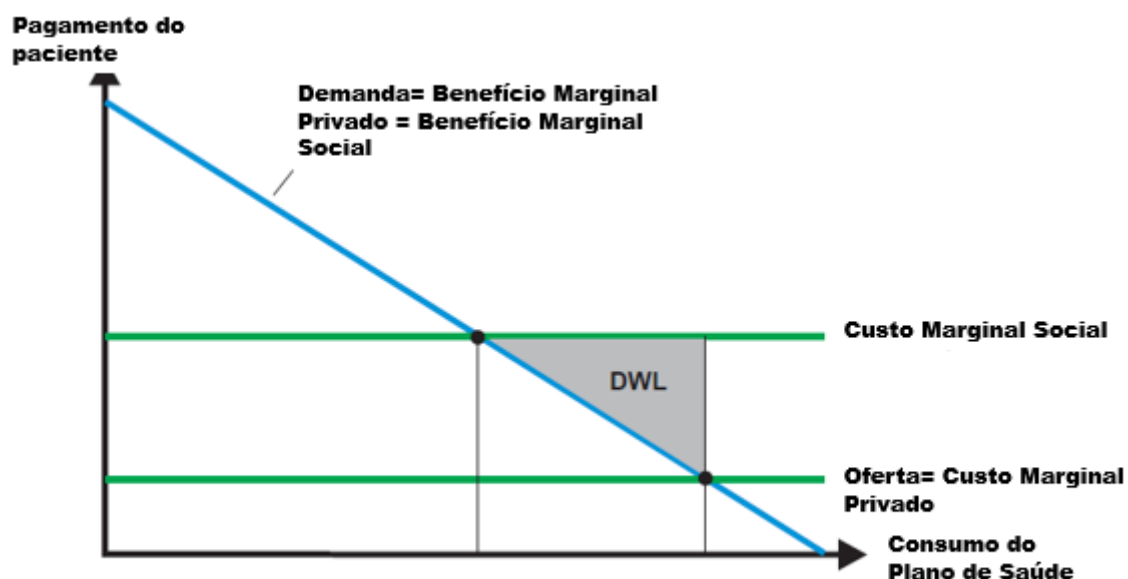 Pagamento do
paciente
Demanda= Benefício Marginal
Privado = Benefício Marginal
Social
Custo Marginal Social
DWL
Oferta= Custo Marginal
Privado
Consumo do
Plano de Saúde